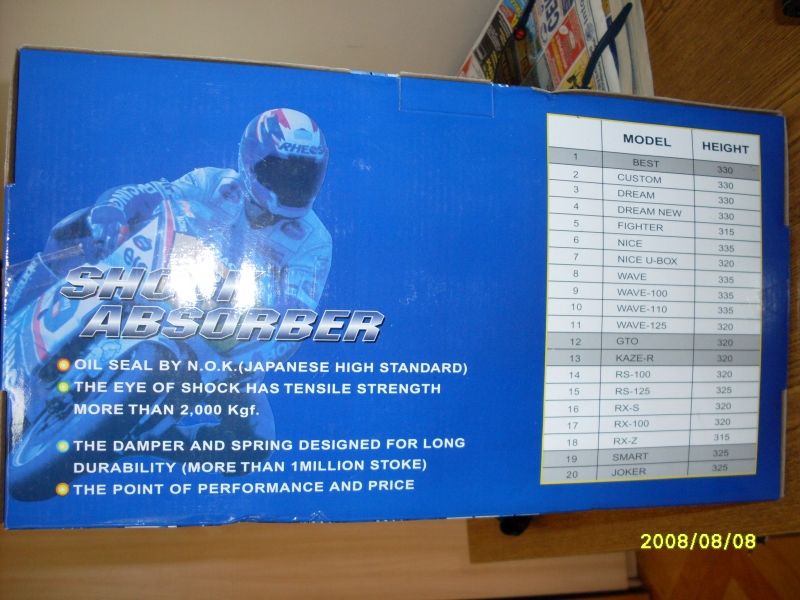 RHEOS
SHOCK
ABSORBER
OIL SEAL BY N.O.K.(JAPANESE HIGH STANDARD)
THE EYE OF SHOCK HAS TENSILE STRENGTH
MORE THAN 2,000 Kgf.
THE DAMPER AND SPRING DESIGNED FOR LONG
DURABILITY (MORE THAN 1MILLION STOKE)
THE POINT OF PERFORMANCE AND PRICE
MODEL HEIGHT
1 BEST 330
2 CUSTOM 330
3 DREAM 330
4 DREAM NEW 330
5 FIGHTER 315
6 NICE 335
7 NICE U-BOX 320
8 WAVE 335
9 WAVE-100 335
10 WAVE-110 335
11 WAVE-125 320
12 GTO 320
13 KAZE-R 320
14 RS-100 320
15 RS-125 325
16 RX-S 320
17 RX-100 320
18 RX-Z 315
19 SMART 325
20 JOKER 325
2008/08/08